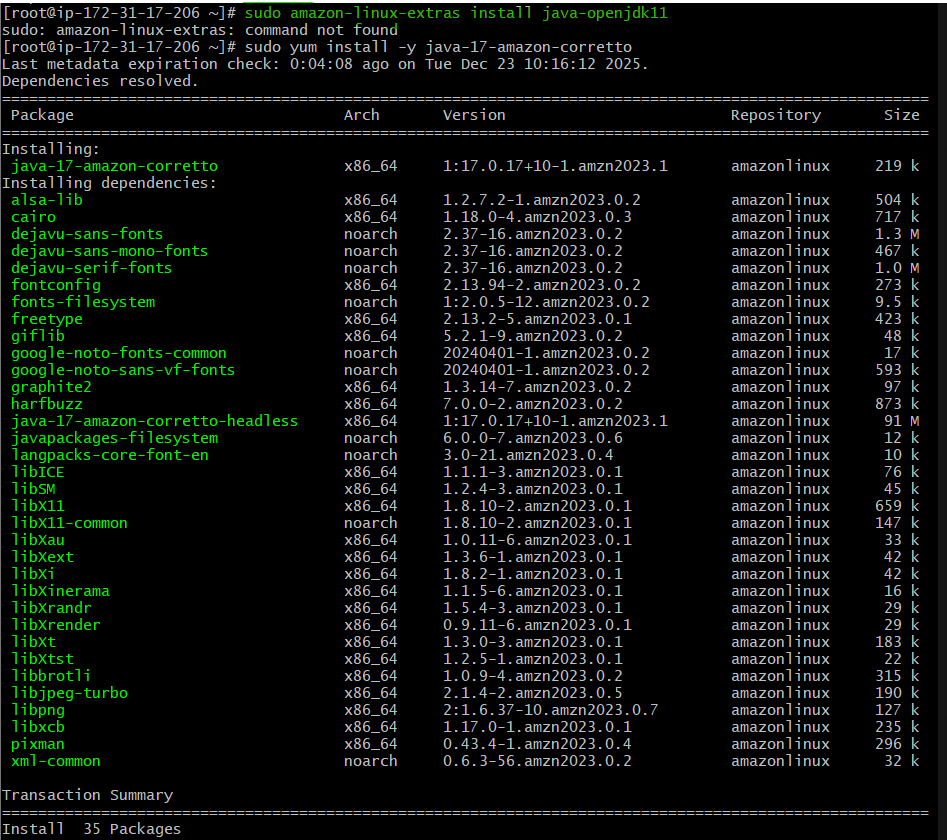 [root@ip-172-31-17-206 ~]# sudo amazon-linux-extras install java-openjdk11
sudo: amazon-linux-extras: command not found
[root@ip-172-31-17-206 ~]# sudo yum install -y java-17-amazon-corretto
Last metadata expiration check: 0:04:08 ago on Tue Dec 23 10:16:12 2025.
Dependencies resolved.
================================================================================
Package Arch Version Repository Size
================================================================================
Installing:
java-17-amazon-corretto x86_64 1:17.0.17+10-1.amzn2023.1 amazonlinux 219 k
Installing dependencies:
alsa-lib x86_64 1.2.7.2-1.amzn2023.0.2 amazonlinux 504 k
cairo x86_64 1.18.0-4.amzn2023.0.3 amazonlinux 717 k
dejavu-sans-fonts noarch 2.37-16.amzn2023.0.2 amazonlinux 1.3 M
dejavu-sans-mono-fonts noarch 2.37-16.amzn2023.0.2 amazonlinux 467 k
dejavu-serif-fonts noarch 2.37-16.amzn2023.0.2 amazonlinux 1.0 M
fontconfig x86_64 2.13.94-2.amzn2023.0.2 amazonlinux 273 k
fonts-filesystem noarch 1:2.0.5-12.amzn2023.0.2 amazonlinux 9.5 k
freetype x86_64 2.13.2-5.amzn2023.0.1 amazonlinux 423 k
giflib x86_64 5.2.1-9.amzn2023.0.2 amazonlinux 48 k
google-noto-fonts-common noarch 20240401-1.amzn2023.0.2 amazonlinux 17 k
google-noto-sans-vf-fonts noarch 20240401-1.amzn2023.0.2 amazonlinux 593 k
graphite2 x86_64 1.3.14-7.amzn2023.0.2 amazonlinux 97 k
harfbuzz x86_64 7.0.0-2.amzn2023.0.2 amazonlinux 873 k
java-17-amazon-corretto-headless x86_64 1:17.0.17+10-1.amzn2023.1 amazonlinux 91 M
javapackages-filesystem noarch 6.0.0-7.amzn2023.0.6 amazonlinux 12 k
langpacks-core-font-en noarch 3.0-21.amzn2023.0.4 amazonlinux 10 k
libICE x86_64 1.1.1-3.amzn2023.0.1 amazonlinux 76 k
libSM x86_64 1.2.4-3.amzn2023.0.1 amazonlinux 45 k
libX11 x86_64 1.8.10-2.amzn2023.0.1 amazonlinux 659 k
libX11-common noarch 1.8.10-2.amzn2023.0.1 amazonlinux 147 k
libXau x86_64 1.0.11-6.amzn2023.0.1 amazonlinux 33 k
libXext x86_64 1.3.6-1.amzn2023.0.1 amazonlinux 42 k
libXi x86_64 1.8.2-1.amzn2023.0.1 amazonlinux 42 k
libXinerama x86_64 1.1.5-6.amzn2023.0.1 amazonlinux 16 k
libXrandr x86_64 1.5.4-3.amzn2023.0.1 amazonlinux 29 k
libXrender x86_64 0.9.11-6.amzn2023.0.1 amazonlinux 29 k
libXt x86_64 1.3.0-3.amzn2023.0.1 amazonlinux 183 k
libXtst x86_64 1.2.5-1.amzn2023.0.1 amazonlinux 22 k
libbrotli x86_64 1.0.9-4.amzn2023.0.2 amazonlinux 315 k
libjpeg-turbo x86_64 2.1.4-2.amzn2023.0.5 amazonlinux 190 k
libpng x86_64 2:1.6.37-10.amzn2023.0.7 amazonlinux 127 k
libxcb x86_64 1.17.0-1.amzn2023.0.1 amazonlinux 235 k
pixman x86_64 0.43.4-1.amzn2023.0.4 amazonlinux 296 k
xml-common noarch 0.6.3-56.amzn2023.0.2 amazonlinux 32 k
Transaction Summary
================================================================================
Install 35 Packages